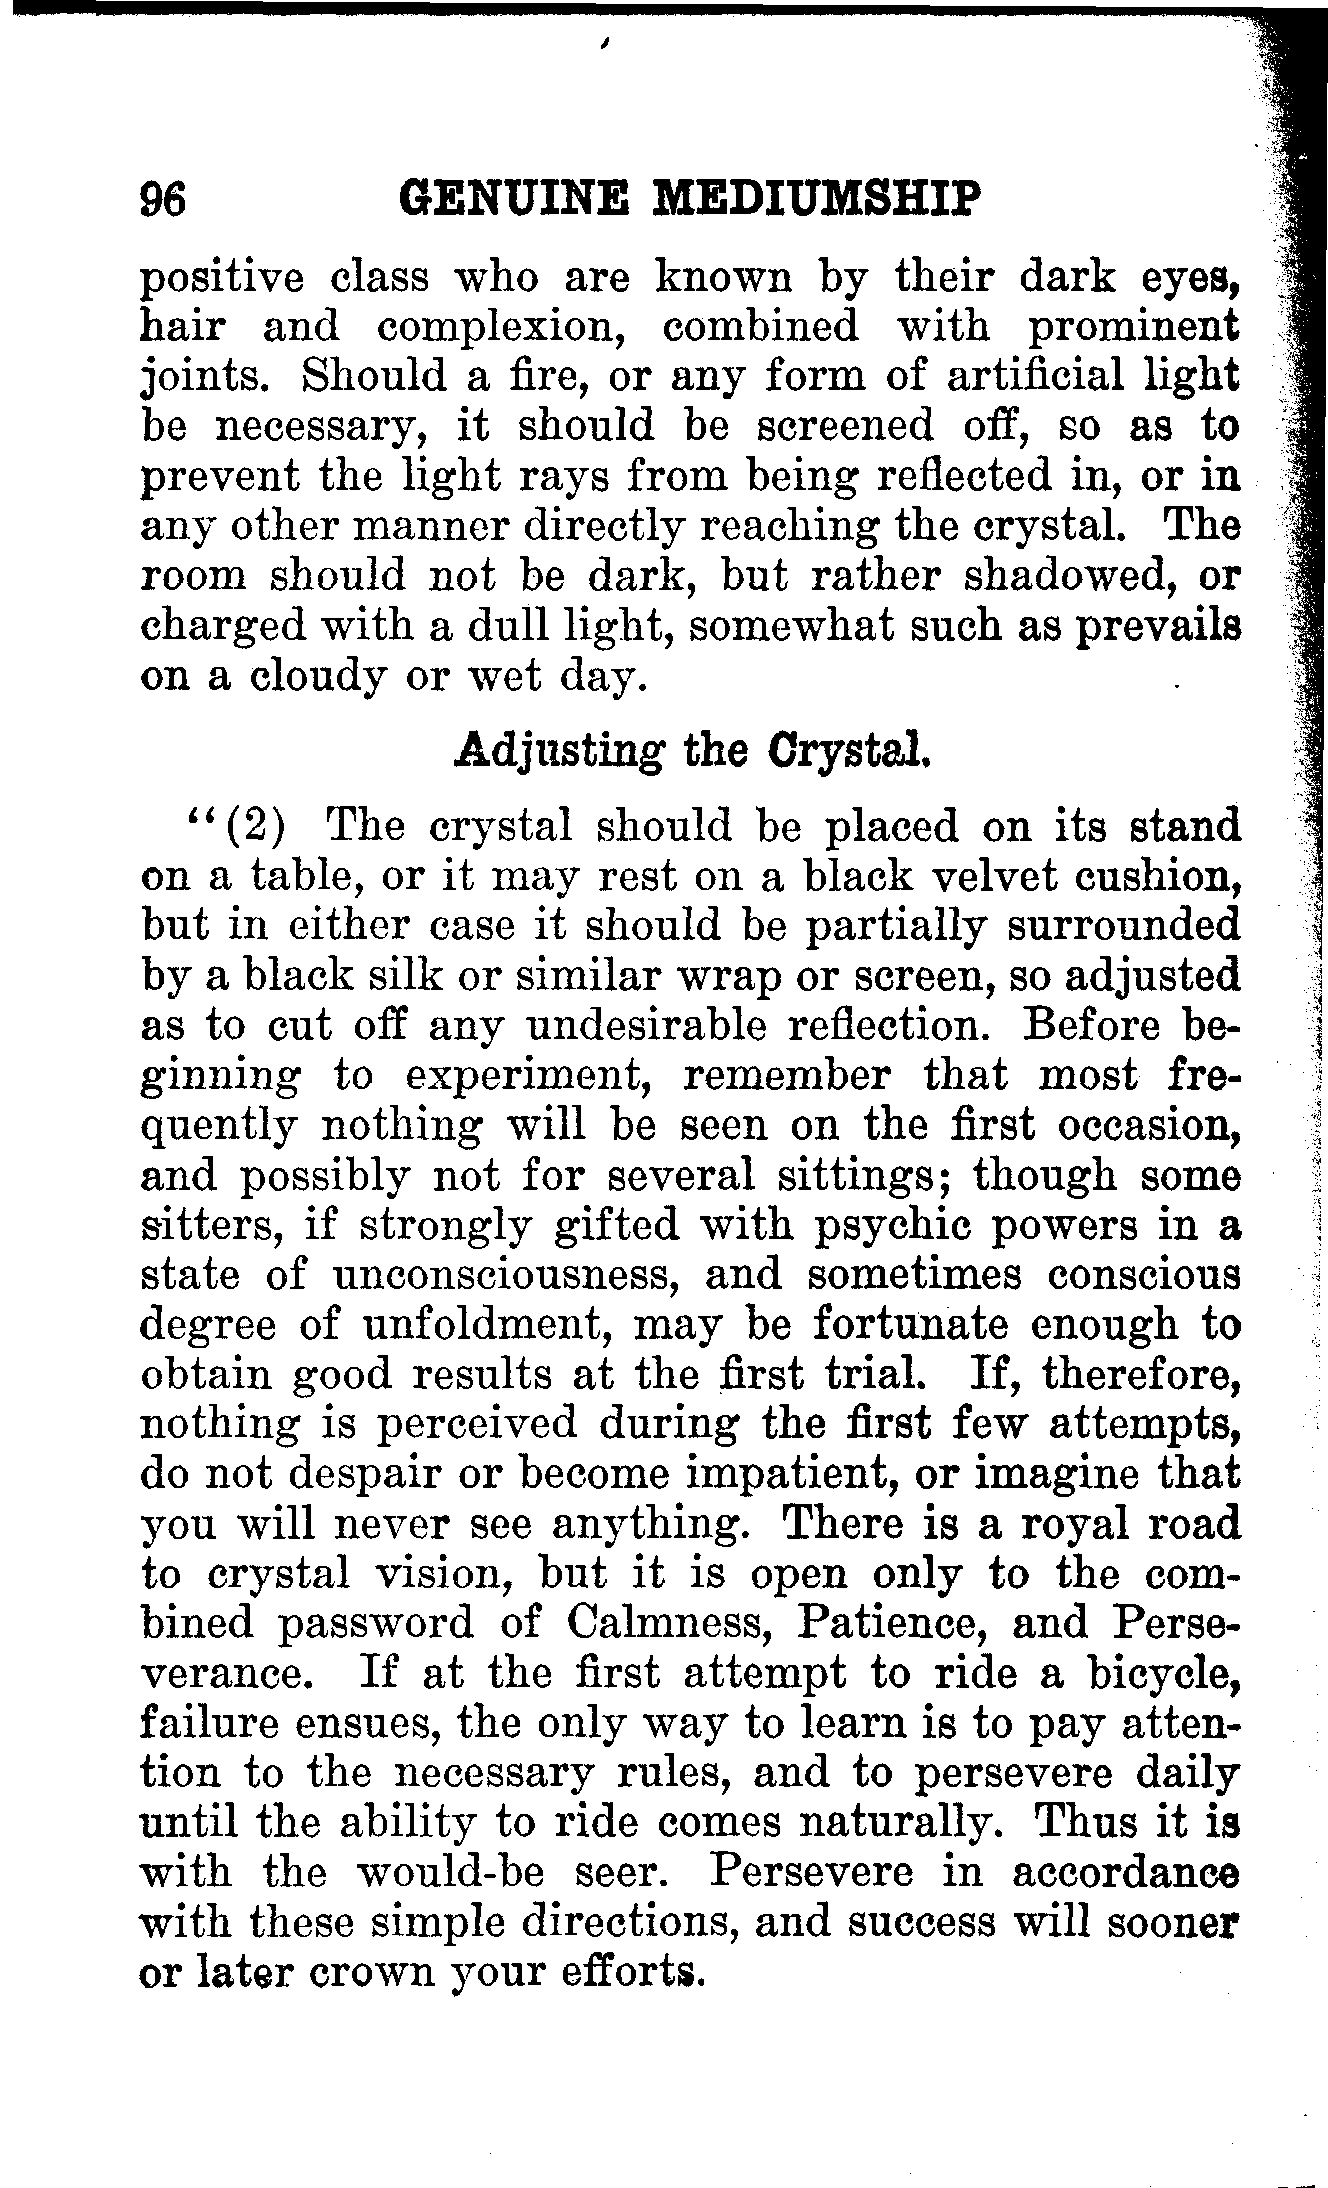 96 GENUINE MEDIUMSHIP
positive class who are known by their dark eyes,
hair and complexion, combined with prominent
joints. Should a fire, or any form of artificial light
be necessary, it should be screened off, so as to
prevent the light rays from being reflected in, or in
any other manner directly reaching the crystal. The
room should not be dark, but rather shadowed, or
charged with a dull light, somewhat such as prevails
on a cloudy or wet day.
Adjusting the Crystal.
“(2) The crystal should be placed on its stand
on a table, or it may rest on a black velvet cushion,
but in either case it should be partially surrounded
by a black silk or similar wrap or screen, so adjusted
as to cut off any undesirable reflection. Before be-
ginning to experiment, remember that most fre-
quently nothing will be seen on the first occasion,
and possibly not for several sittings; though some
sitters, if strongly gifted with psychic powers in a
state of unconsciousness, and sometimes conscious
degree of unfoldment, may be fortunate enough to
obtain good results at the first trial. If, therefore,
nothing is perceived during the first few attempts,
do not despair or become impatient, or imagine that
you will never see anything. There is a royal road
to crystal vision, but it is open only to the com-
bined password of Calmness, Patience, and Perse-
verance. If at the first attempt to ride a bicycle,
failure ensues, the only way to learn is to pay atten-
tion to the necessary rules, and to persevere daily
until the ability to ride comes naturally. Thus it is
with the would-be seer. Persevere in accordance
with these simple directions, and success will sooner
or later crown your efforts.